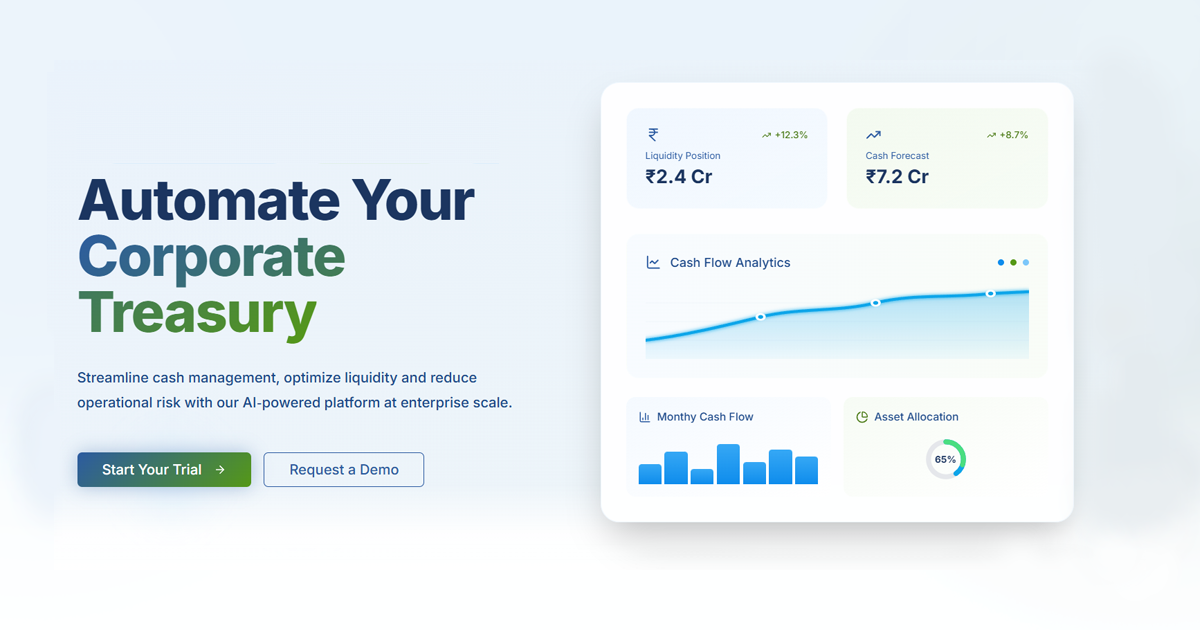 Automate Your
Corporate
Treasury
Streamline cash management, optimize liquidity and reduce
operational risk with our AI-powered platform at enterprise scale.
Start Your Trial →
Request a Demo
₹
+12.3%
Liquidity Position
₹2.4 Cr
+8.7%
Cash Forecast
₹7.2 Cr
Cash Flow Analytics
Monthy Cash Flow
Asset Allocation
65%